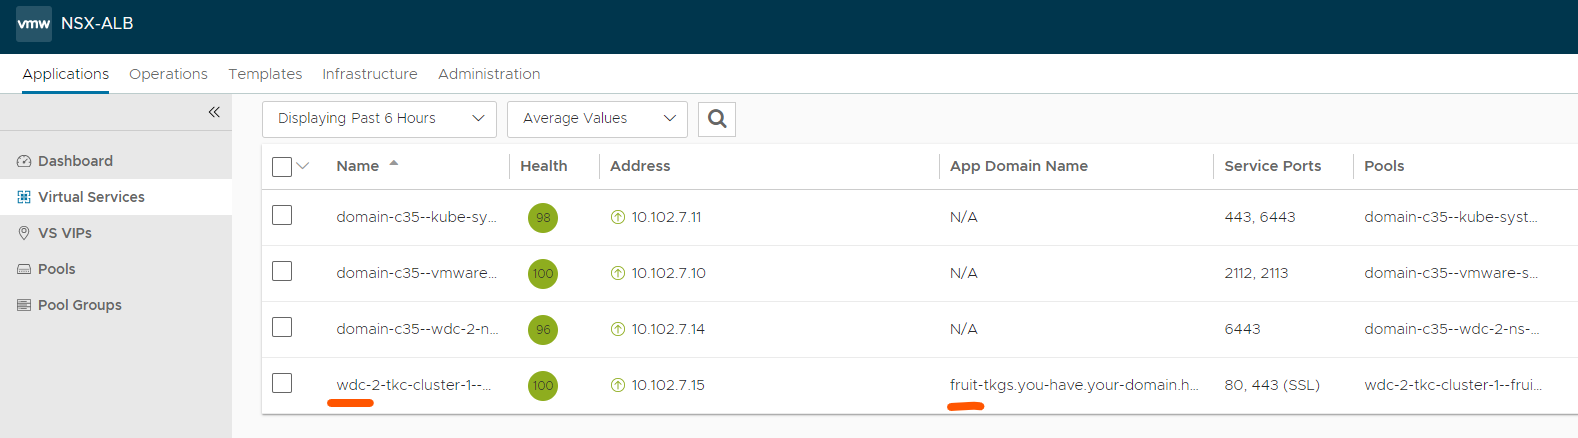 vmw NSX-ALB
Applications Operations Templates Infrastructure Administration
Displaying Past 6 Hours Average Values
Dashboard
Virtual Services
VS VIPs
Pools
Pool Groups
Name Health Address App Domain Name Service Ports Pools
domain-c35--kube-sy... 98 10.102.7.11 N/A 443, 6443 domain-c35--kube-syst...
domain-c35--vmware... 100 10.102.7.10 N/A 2112, 2113 domain-c35--vmware-s...
domain-c35--wdc-2-n... 96 10.102.7.14 N/A 6443 domain-c35--wdc-2-ns-...
wdc-2-tkc-cluster-1--... 100 10.102.7.15 fruit-tkgs.you-have.your-domain.h... 80, 443 (SSL) wdc-2-tkc-cluster-1--frui...